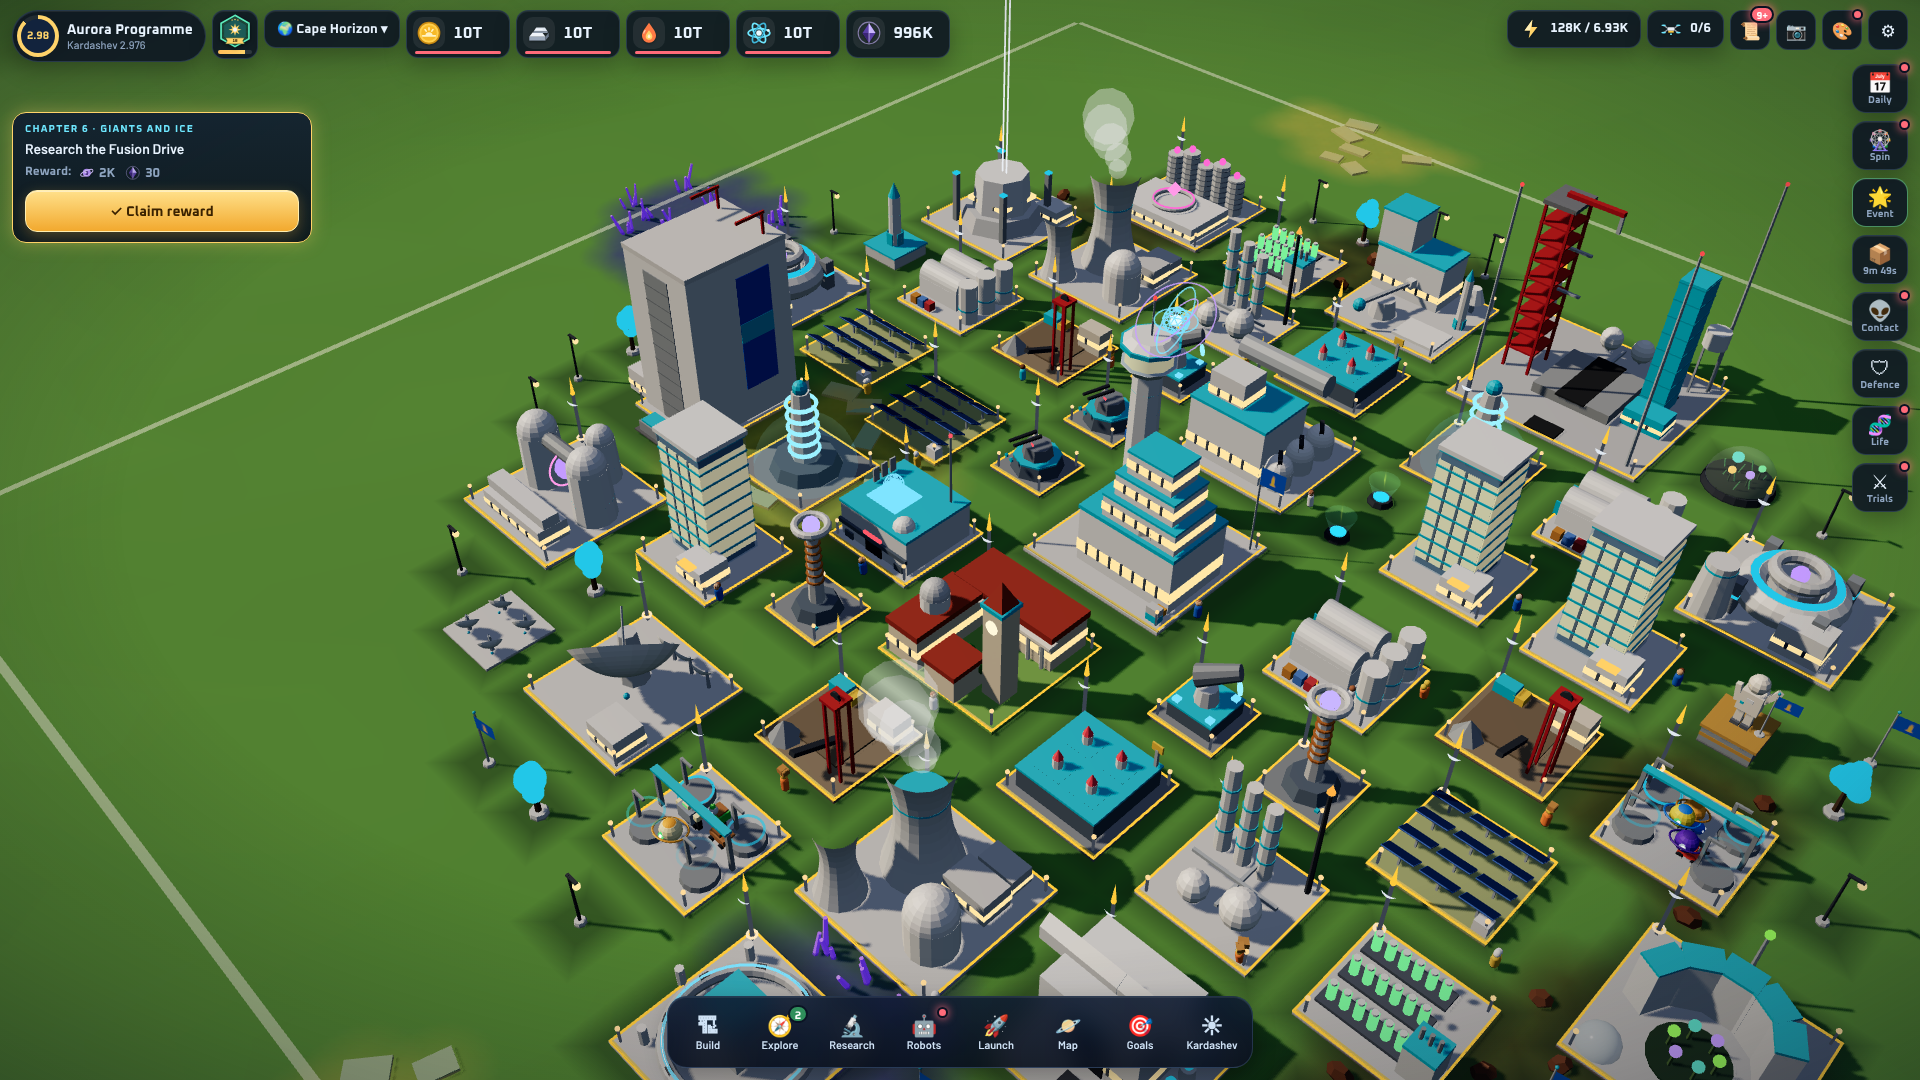 2.98
Aurora Programme
Kardashev 2.976
Cape Horizon ▾
10T
10T
10T
10T
996K
128K / 6.93K
0/6
9+
CHAPTER 6 · GIANTS AND ICE
Research the Fusion Drive
Reward: 2K 30
✓ Claim reward
17
Daily
Spin
Event
9m 49s
Contact
Defence
Life
Trials
Build
Explore
2
Research
Robots
Launch
Map
Goals
Kardashev